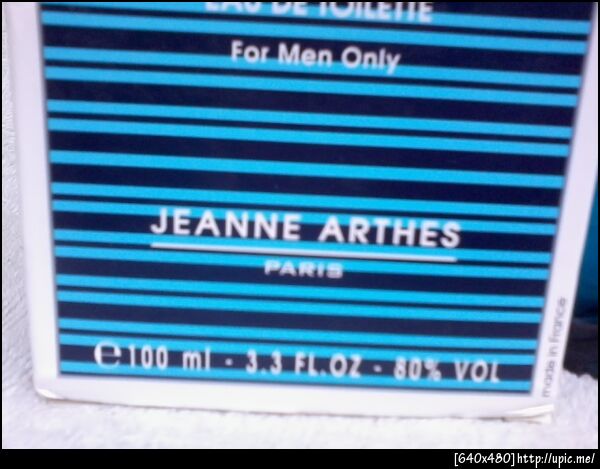 EAU DE TOILETTE
For Men Only
JEANNE ARTHES
PARIS
℮100 ml - 3.3 FL.OZ - 80% VOL
made in France
[640x480]http://upic.me/